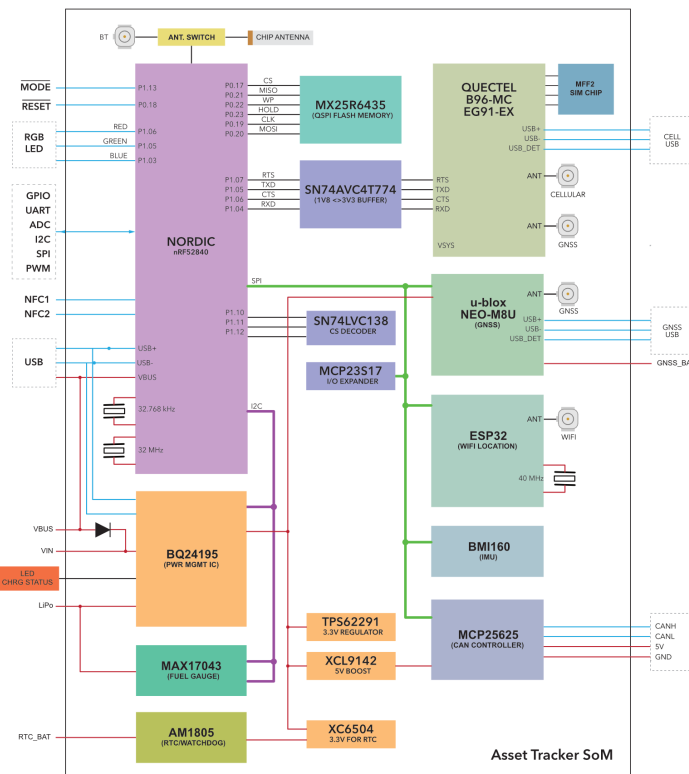 BT
ANT. SWITCH
CHIP ANTENNA
MODE
RESET
RGB
LED
RED
GREEN
BLUE
GPIO
UART
ADC
I2C
SPI
PWM
NFC1
NFC2
USB
P1.13
P0.18
P1.06
P1.05
P1.03
NORDIC
nRF52840
USB+
USB-
VBUS
32.768 kHz
32 MHz
P0.17
P0.21
P0.22
P0.23
P0.19
P0.20
CS
MISO
WP
HOLD
CLK
MOSI
MX25R6435
(QSPI FLASH MEMORY)
P1.07
P1.05
P1.06
P1.04
RTS
TXD
CTS
RXD
SN74AVC4T774
(1V8 <>3V3 BUFFER)
QUECTEL
B96-MC
EG91-EX
USB+
USB-
USB_DET
ANT
ANT
RTS
TXD
CTS
RXD
VSYS
MFF2
SIM CHIP
CELL
USB
CELLULAR
GNSS
SPI
P1.10
P1.11
P1.12
SN74LVC138
CS DECODER
MCP23S17
I/O EXPANDER
I2C
u-blox
NEO-M8U
(GNSS)
ANT
USB+
USB-
USB_DET
GNSS
GNSS
USB
GNSS_BA
ESP32
(WIFI LOCATION)
ANT
WIFI
40 MHz
BMI160
(IMU)
MCP25625
(CAN CONTROLLER)
CANH
CANL
5V
GND
VBUS
VIN
LED
CHRG STATUS
LiPo
BQ24195
(PWR MGMT IC)
MAX17043
(FUEL GAUGE)
TPS62291
3.3V REGULATOR
XCL9142
5V BOOST
RTC_BAT
AM1805
(RTC/WATCHDOG)
XC6504
3.3V FOR RTC
Asset Tracker SoM